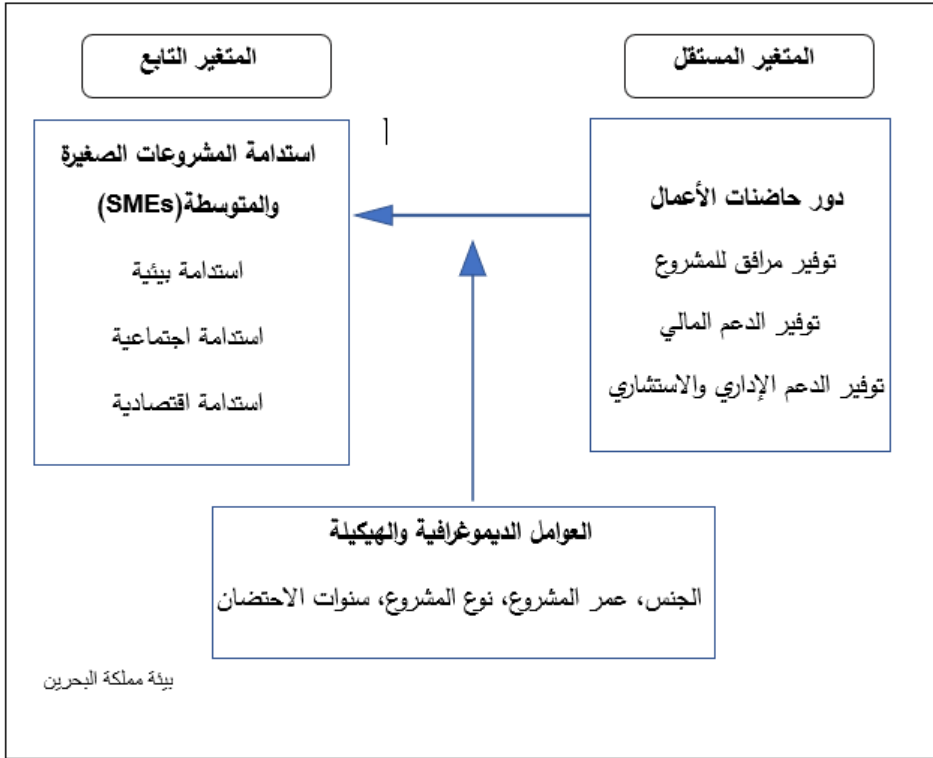 المتغير المستقل
المتغير التابع
دور حاضنات الأعمال
توفير مرافق للمشروع
توفير الدعم المالي
توفير الدعم الإداري والاستشاري
أ
استدامة المشروعات الصغيرة
والمتوسطة(SMEs)
استدامة بيئية
استدامة اجتماعية
استدامة اقتصادية
العوامل الديموغرافية والهيكيلة
الجنس، عمر المشروع، نوع المشروع، سنوات الاحتضان
بيئة مملكة البحرين